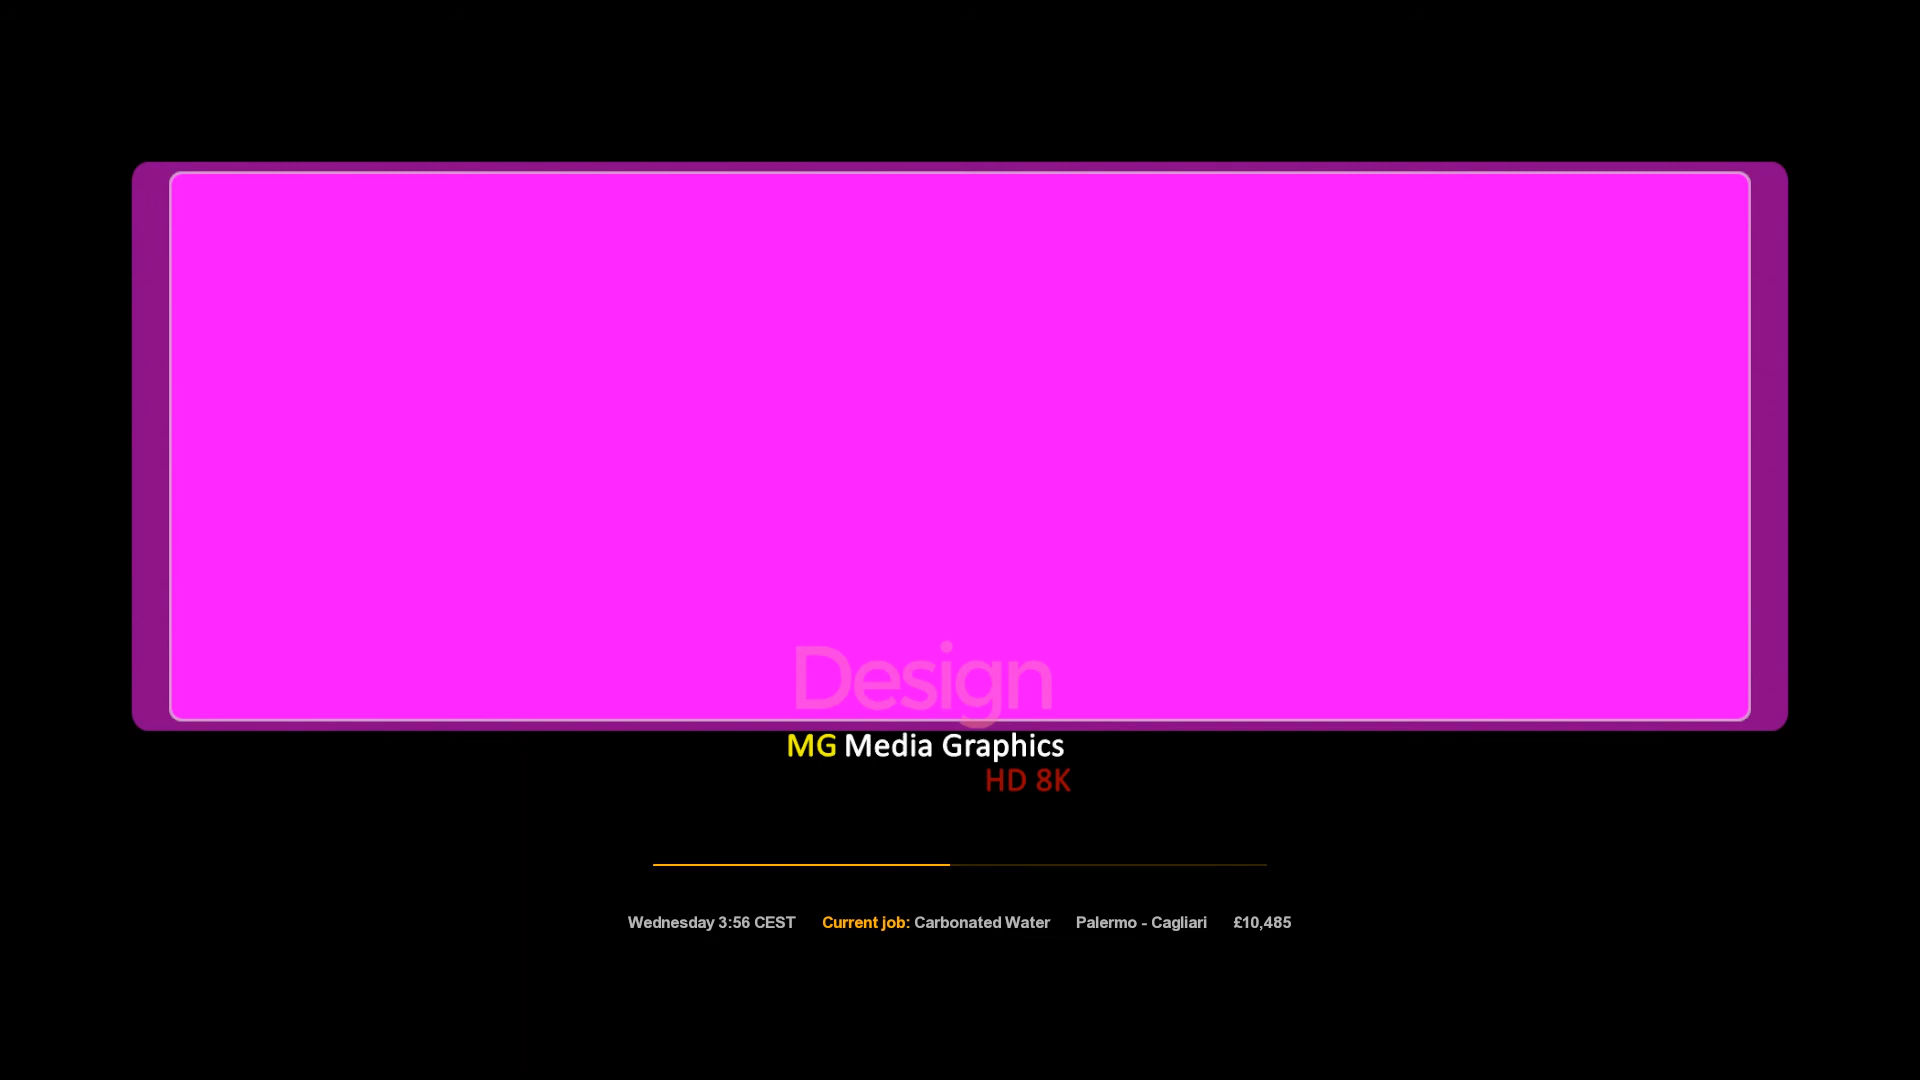 Design
MG Media Graphics
HD 8K
Wednesday 3:56 CEST Current job: Carbonated Water Palermo - Cagliari £10,485